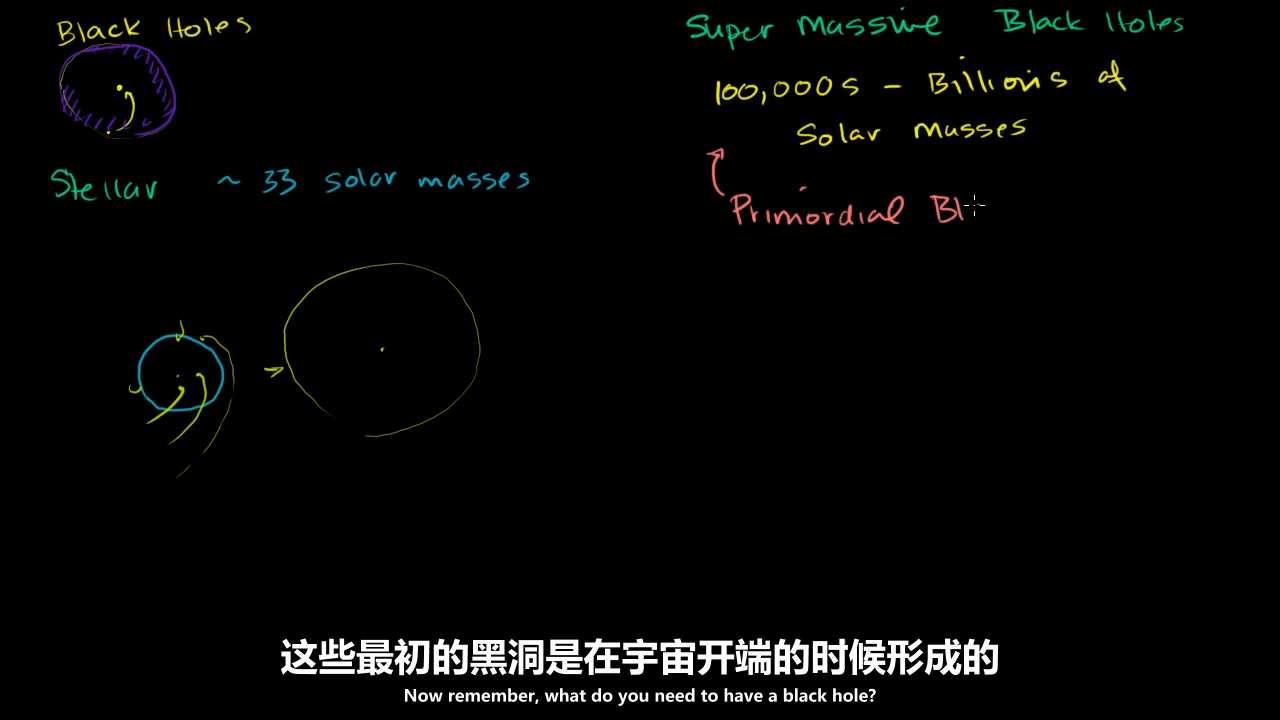 Black Holes
Stellar ~ 33 solar masses
Super Massive Black Holes
100,000s - Billions of
Solar Masses
Primordial Bl
这些最初的黑洞是在宇宙开端的时候形成的
Now remember, what do you need to have a black hole?